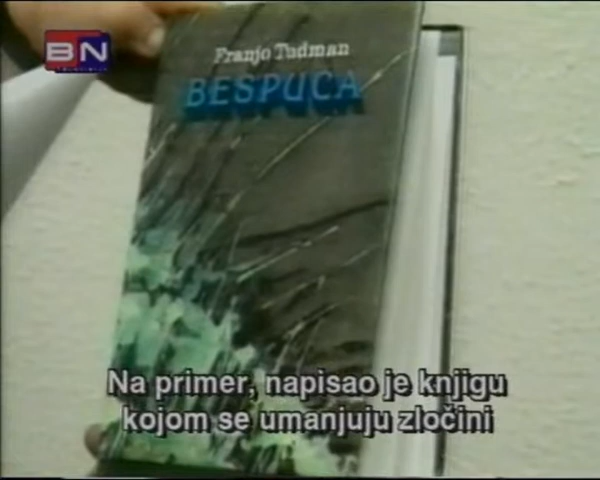 BN
Franjo Tuđman
BESPUĆA
Na primer, napisao je knjigu
kojom se umanjuju zločini